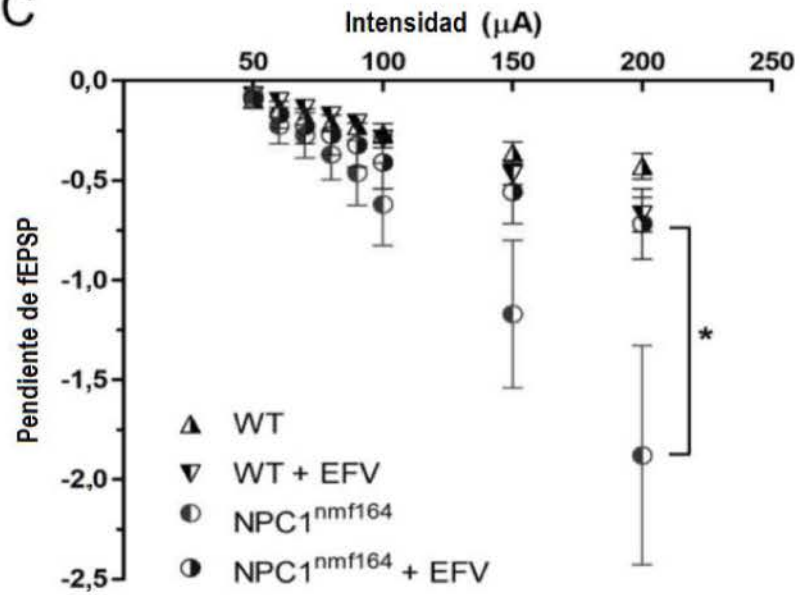 C
Intensidad (μA)
50 100 150 200 250
0,0
-0,5
-1,0
-1,5
-2,0
-2,5
Pendiente de fEPSP
*
WT
WT + EFV
NPC1nmf164
NPC1nmf164 + EFV